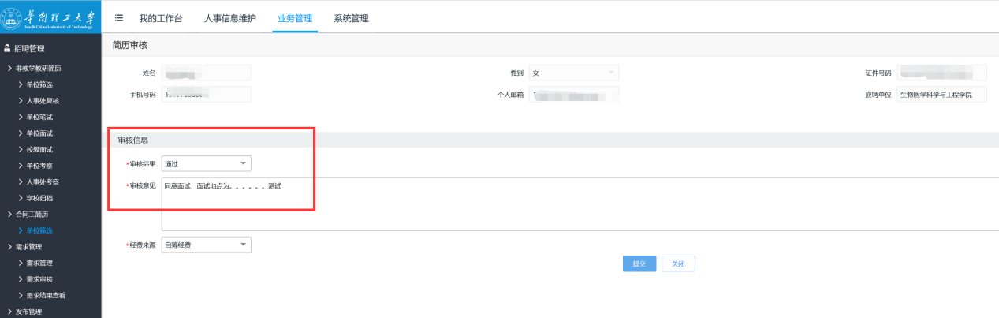 华南理工大学
South China University of Technology
我的工作台 人事信息维护 业务管理 系统管理
招聘管理
非教学教研简历
单位筛选
人事处复核
单位笔试
单位面试
校级面试
单位考察
人事处考察
学校归档
合同工简历
单位筛选
需求管理
需求管理
需求审核
需求结果查看
发布管理
简历审核
姓名 性别 女 证件号码
手机号码 个人邮箱 应聘单位 生物医学科学与工程学院
审核信息
*审核结果 通过
*审核意见 同意面试，面试地点为。。。。。。测试
*经费来源 自筹经费
提交 关闭